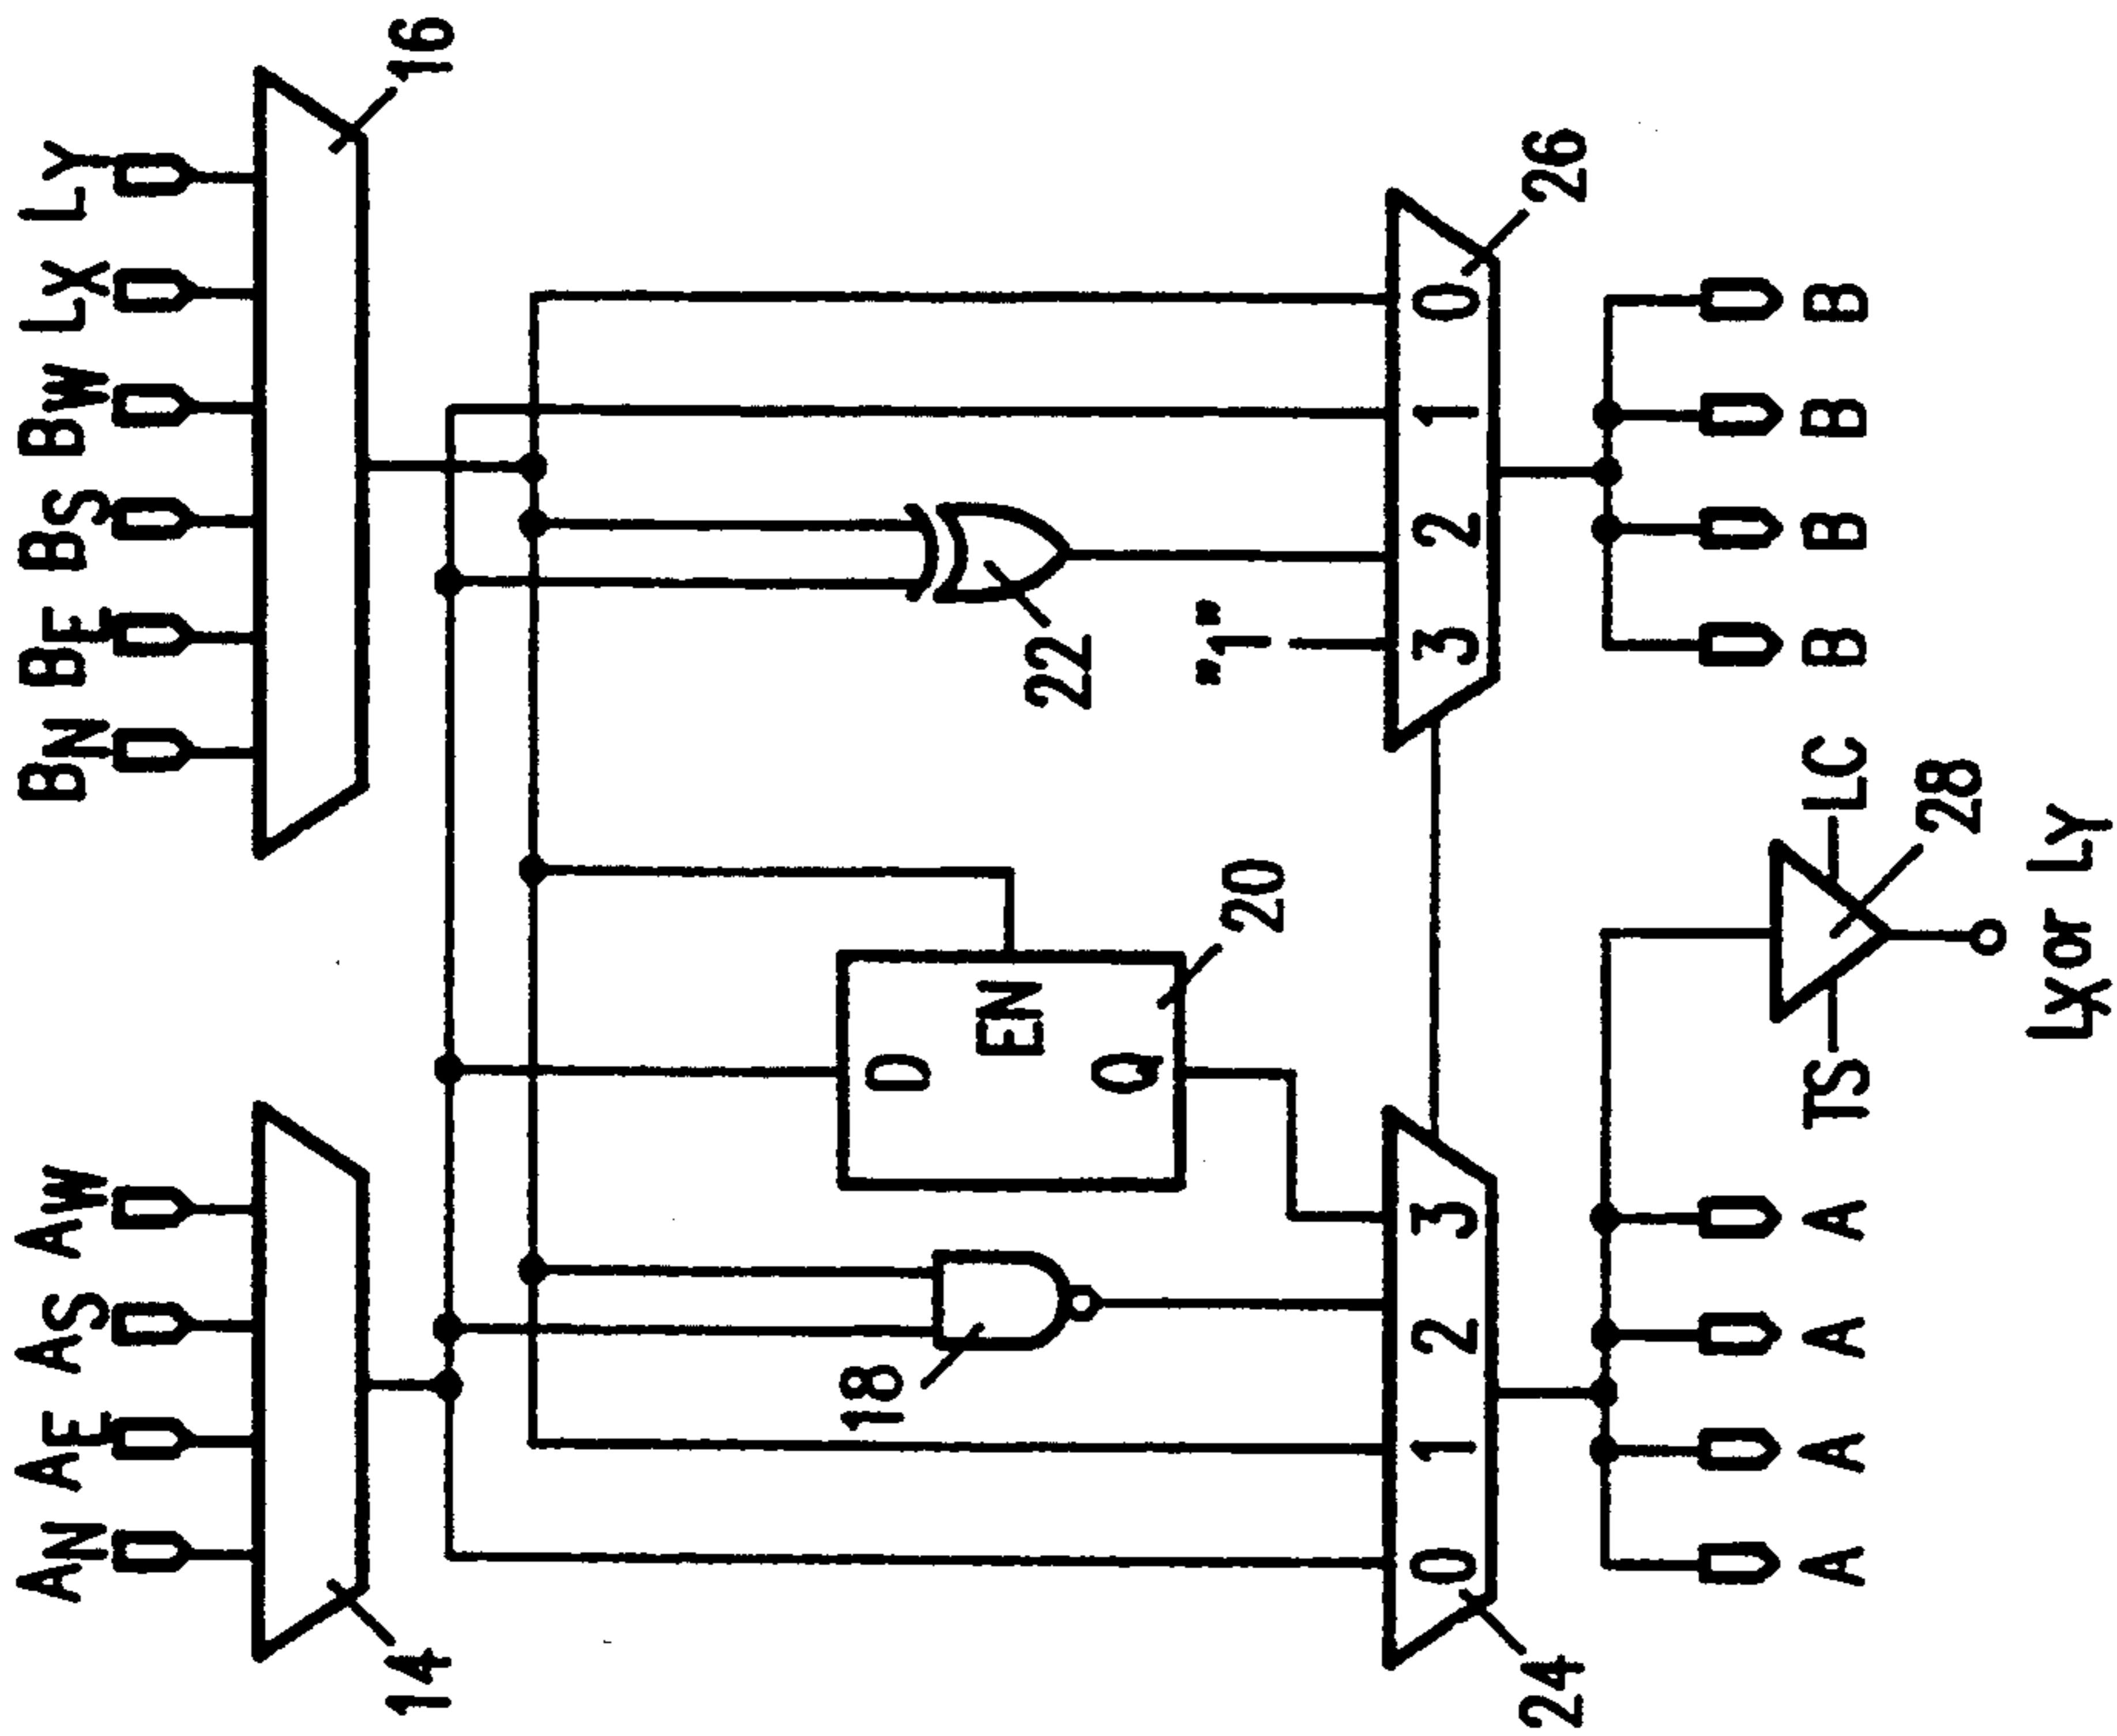 AN AE AS AW BN BE BS BW LX LY
14 16
18
D
EN
22
Q
"1"
20
0 1 2 3 3 2 1 0
24 26
A A A A TS LC B B B B
28
LX or LY